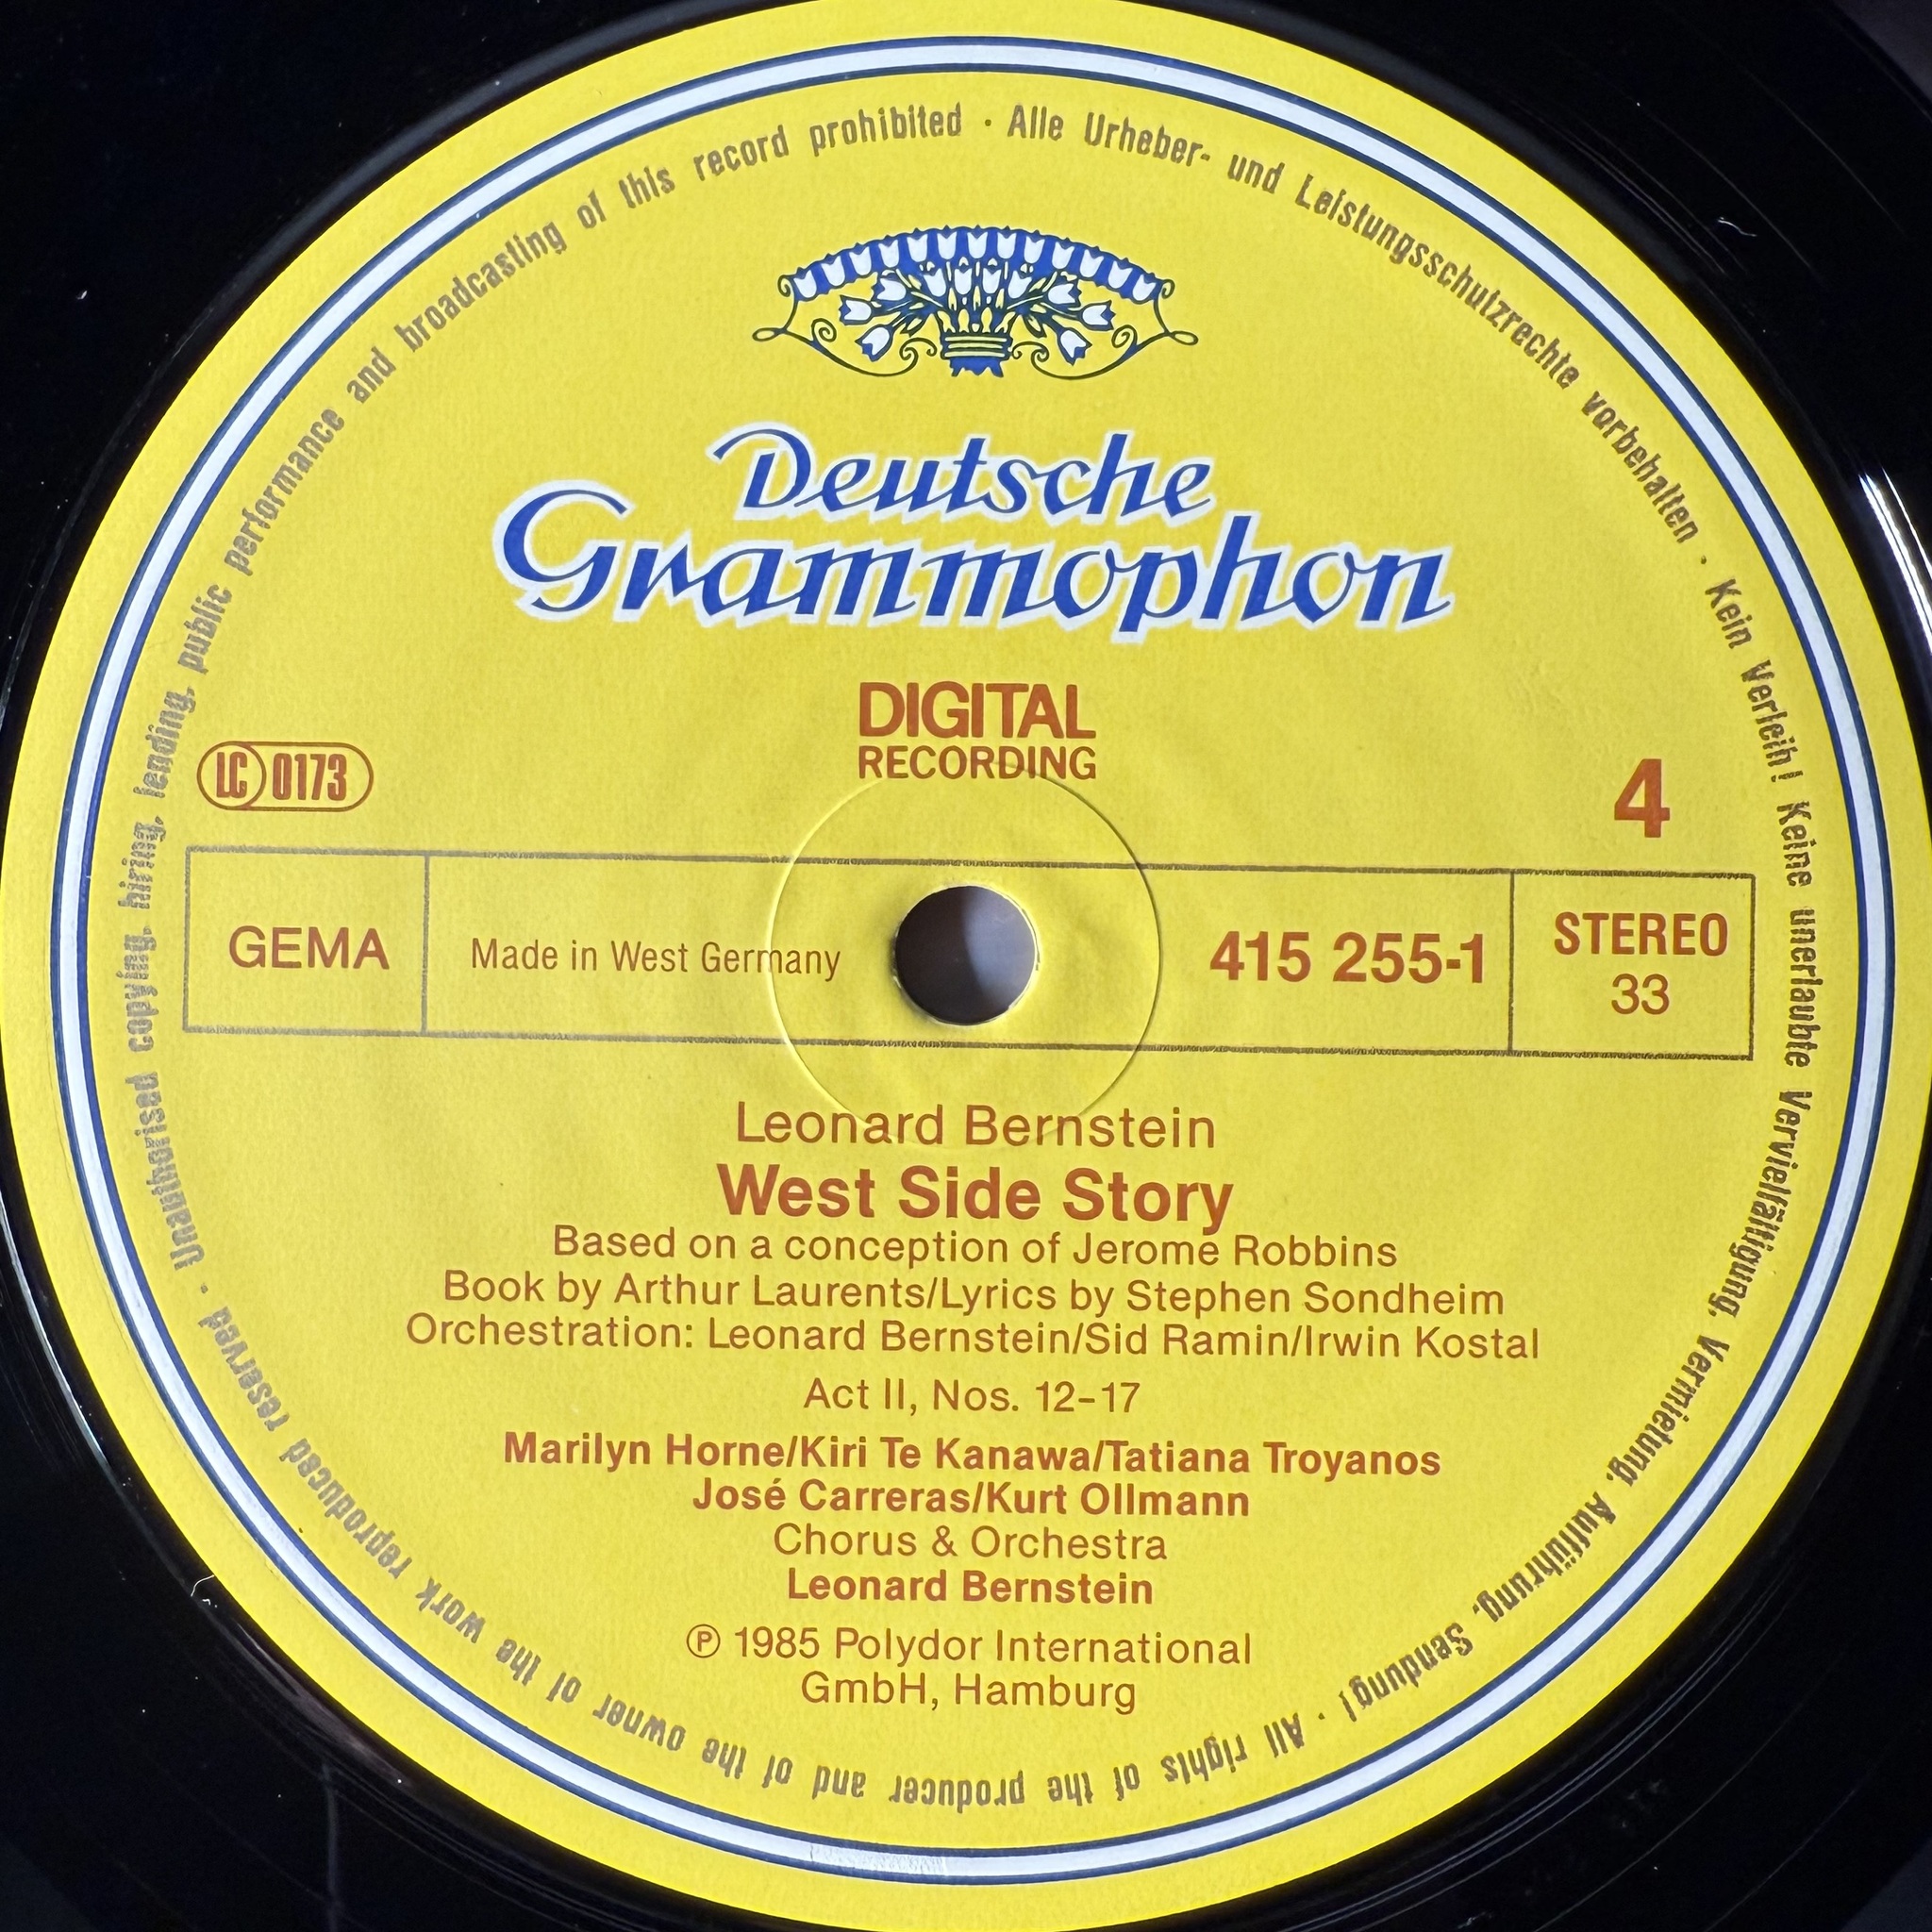 Alle Urheber- und Leistungsschutzrechte vorbehalten · Kein Verleih! Keine unerlaubte Vervielfältigung, Vermietung, Aufführung, Sendung! · All rights of the producer and of the owner of the work reproduced reserved · Unauthorised copying, hiring, lending, public performance and broadcasting of this record prohibited ·
Deutsche
Grammophon
DIGITAL
RECORDING
LC 0173
4
GEMA
Made in West Germany
415 255-1
STEREO
33
Leonard Bernstein
West Side Story
Based on a conception of Jerome Robbins
Book by Arthur Laurents/Lyrics by Stephen Sondheim
Orchestration: Leonard Bernstein/Sid Ramin/Irwin Kostal
Act II, Nos. 12-17
Marilyn Horne/Kiri Te Kanawa/Tatiana Troyanos
José Carreras/Kurt Ollmann
Chorus & Orchestra
Leonard Bernstein
℗ 1985 Polydor International
GmbH, Hamburg